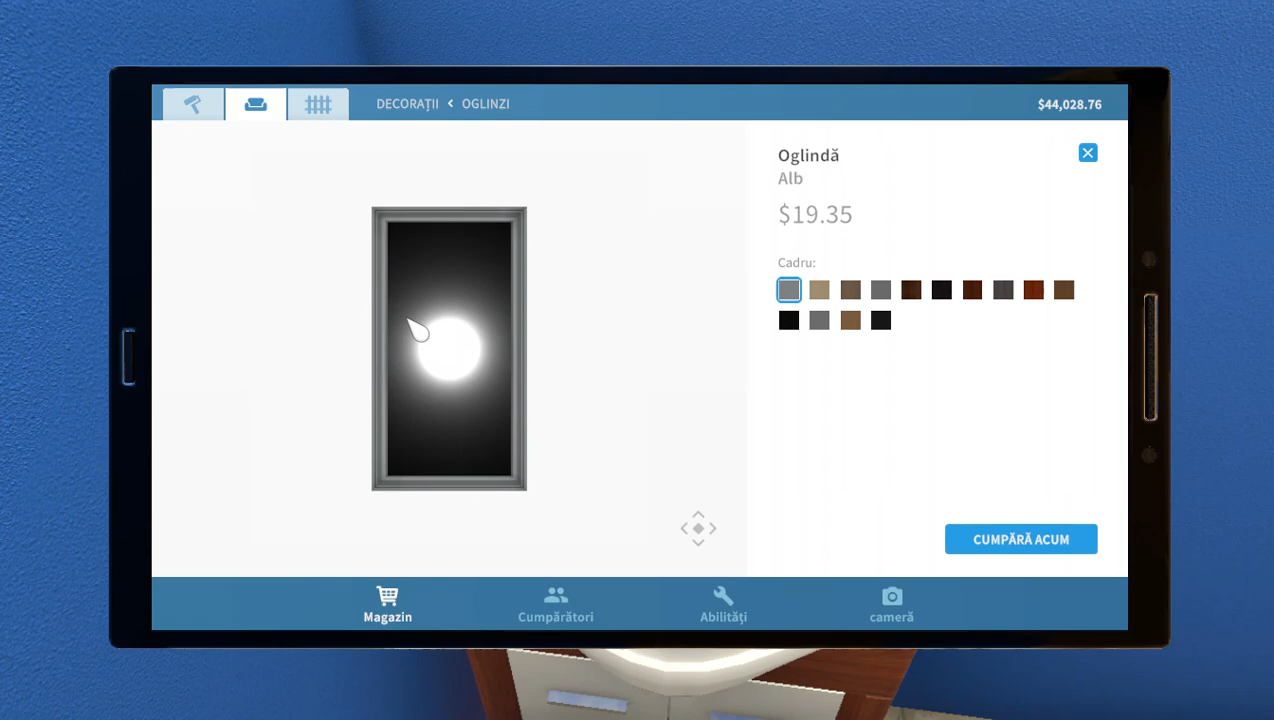 DECORAȚII < OGLINZI
$44,028.76
Oglindă
Alb
$19.35
Cadru:
CUMPĂRĂ ACUM
Magazin
Cumpărători
Abilități
cameră